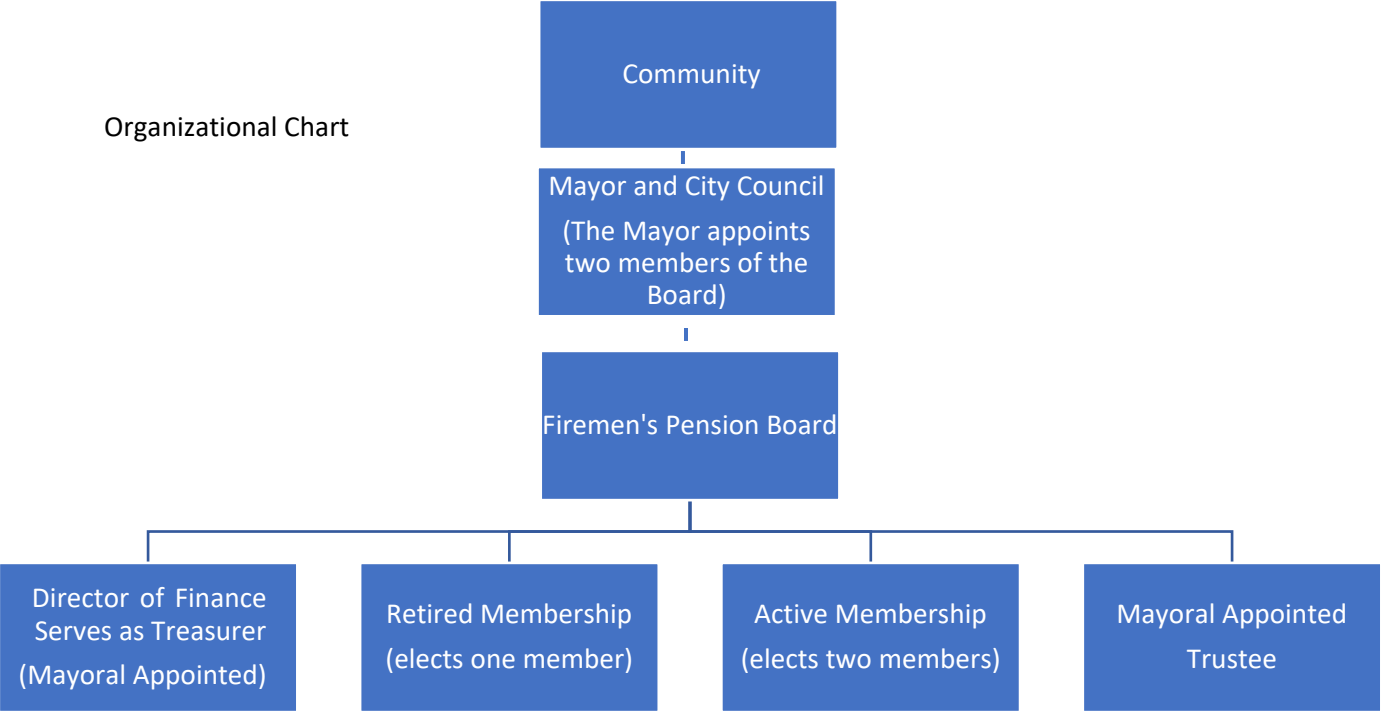 Community
Organizational Chart
Mayor and City Council
(The Mayor appoints
two members of the
Board)
Firemen's Pension Board
Director of Finance
Serves as Treasurer
(Mayoral Appointed)
Retired Membership
(elects one member)
Active Membership
(elects two members)
Mayoral Appointed
Trustee